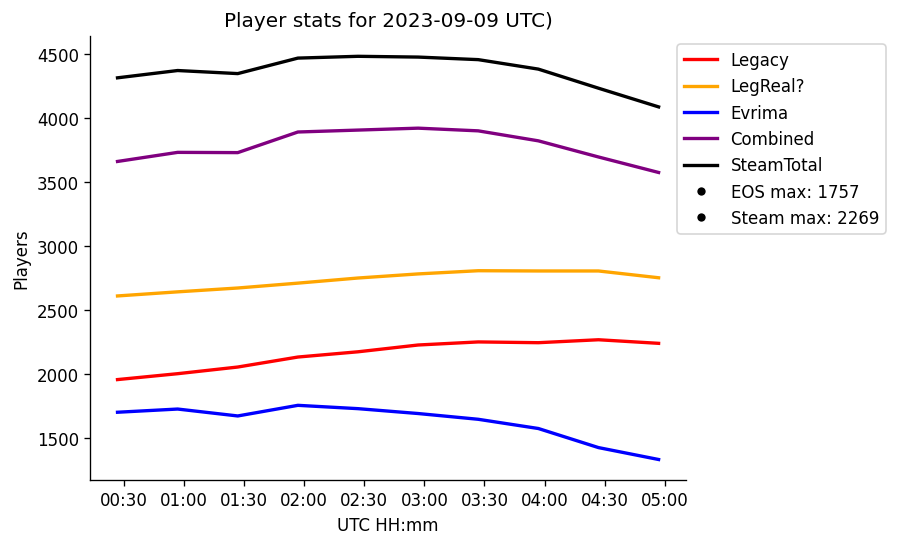 Player stats for 2023-09-09 UTC)
4500
4000
3500
3000
2500
2000
1500
Players
00:30 01:00 01:30 02:00 02:30 03:00 03:30 04:00 04:30 05:00
UTC HH:mm
Legacy
LegReal?
Evrima
Combined
SteamTotal
EOS max: 1757
Steam max: 2269